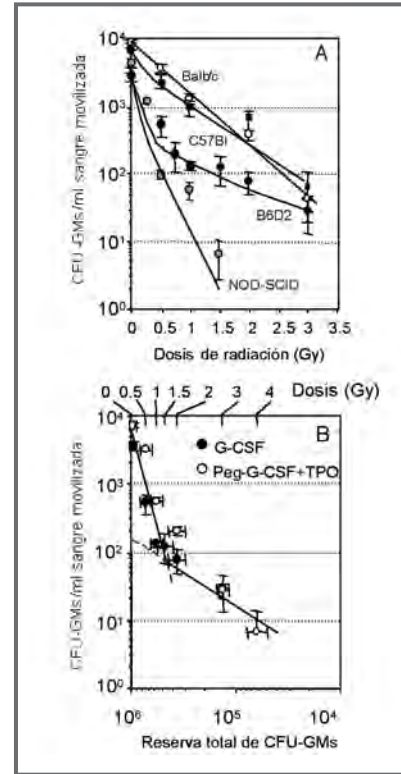 A
CFU-GMs/ml sangre movilizada
10⁴
10³
10²
10¹
10⁰
Balb/c
C57Bl
B6D2
NOD-SCID
0 0.5 1.0 1.5 2.0 2.5 3.0 3.5
Dosis de radiación (Gy)
0 0.5 1 1.5 2 3 4 Dosis (Gy)
B
G-CSF
Peg-G-CSF+TPO
CFU-GMs/ml sangre movilizada
10⁴
10³
10²
10¹
10⁰
10⁶ 10⁵ 10⁴
Reserva total de CFU-GMs